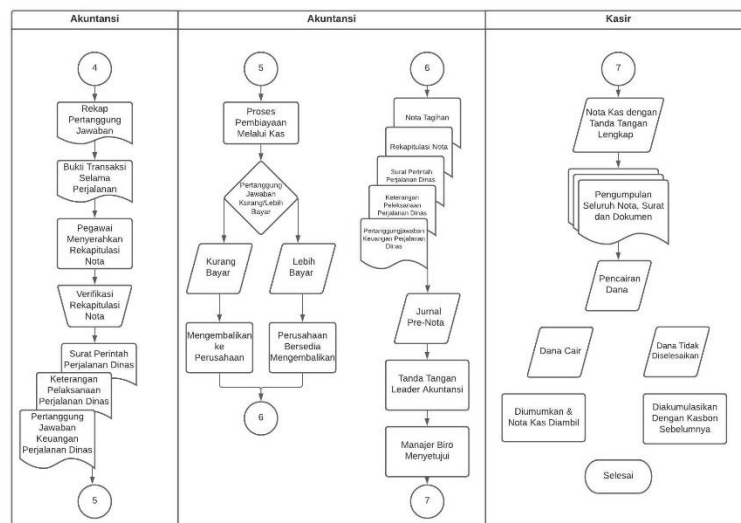 Akuntansi
Akuntansi
Kasir
4
Rekap
Pertanggung
Jawaban
Bukti Transaksi
Selama
Perjalanan
Pegawai
Menyerahkan
Rekapitulasi
Nota
Verifikasi
Rekapitulasi
Nota
Surat Perintah
Perjalanan Dinas
Keterangan
Pelaksanaan
Perjalanan Dinas
Pertanggung
Jawaban
Keuangan
Perjalanan Dinas
5
5
Proses
Pembiayaan
Melalui Kas
Pertanggung
Jawaban
Kurang/Lebih
Bayar
Kurang
Bayar
Lebih
Bayar
Mengembalikan
ke
Perusahaan
Perusahaan
Bersedia
Mengembalikan
6
6
Nota Tagihan
Rekapitulasi Nota
Surat Perintah
Perjalanan Dinas
Keterangan
Pelaksanaan
Perjalanan Dinas
Pertanggungjawaban
Keuangan Perjalanan
Dinas
Jurnal
Pre-Nota
Tanda Tangan
Leader Akuntansi
Manajer Biro
Menyetujui
7
7
Nota Kas dengan
Tanda Tangan
Lengkap
Pengumpulan
Seluruh Nota, Surat
dan Dokumen
Pencairan
Dana
Dana Cair
Dana Tidak
Diselesaikan
Diumumkan &
Nota Kas Diambil
Diakumulasikan
Dengan Kasbon
Sebelumnya
Selesai